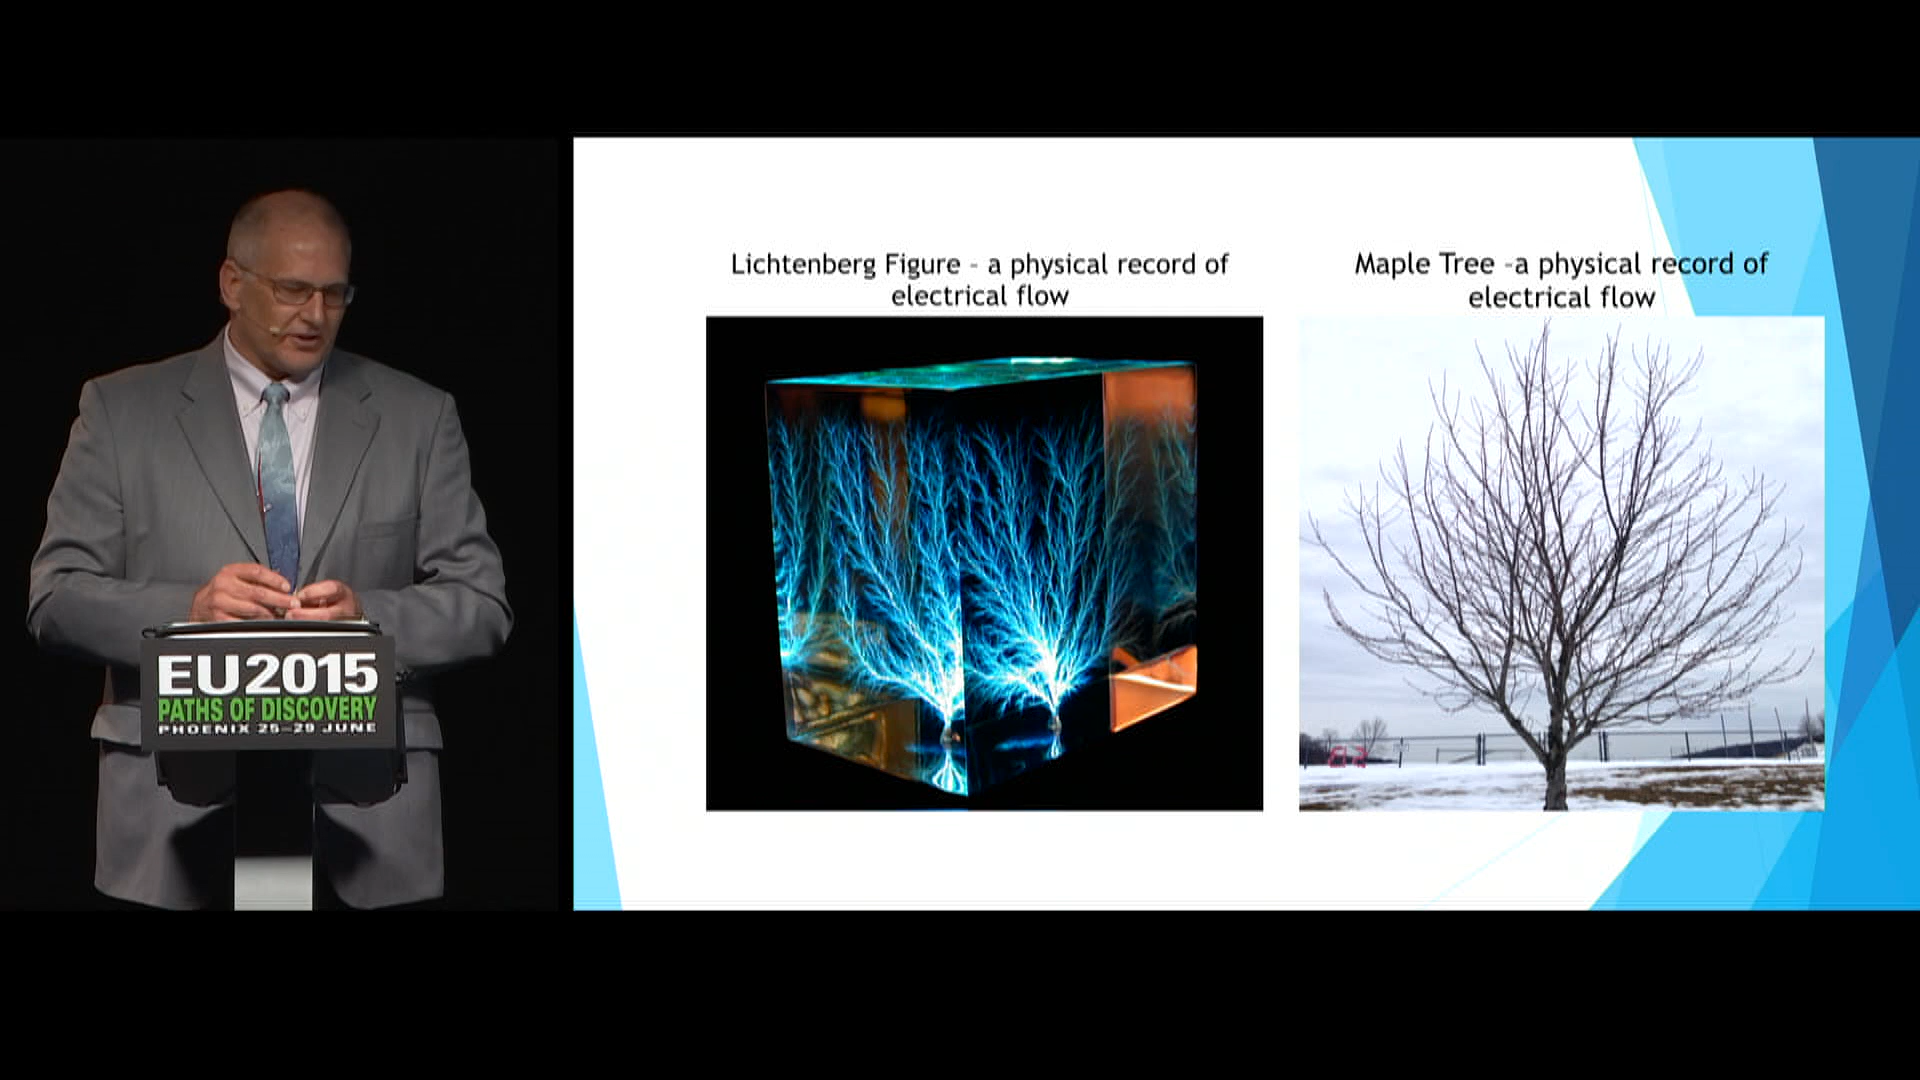 Lichtenberg Figure - a physical record of
electrical flow
Maple Tree -a physical record of
electrical flow
EU2015
PATHS OF DISCOVERY
PHOENIX 25-29 JUNE